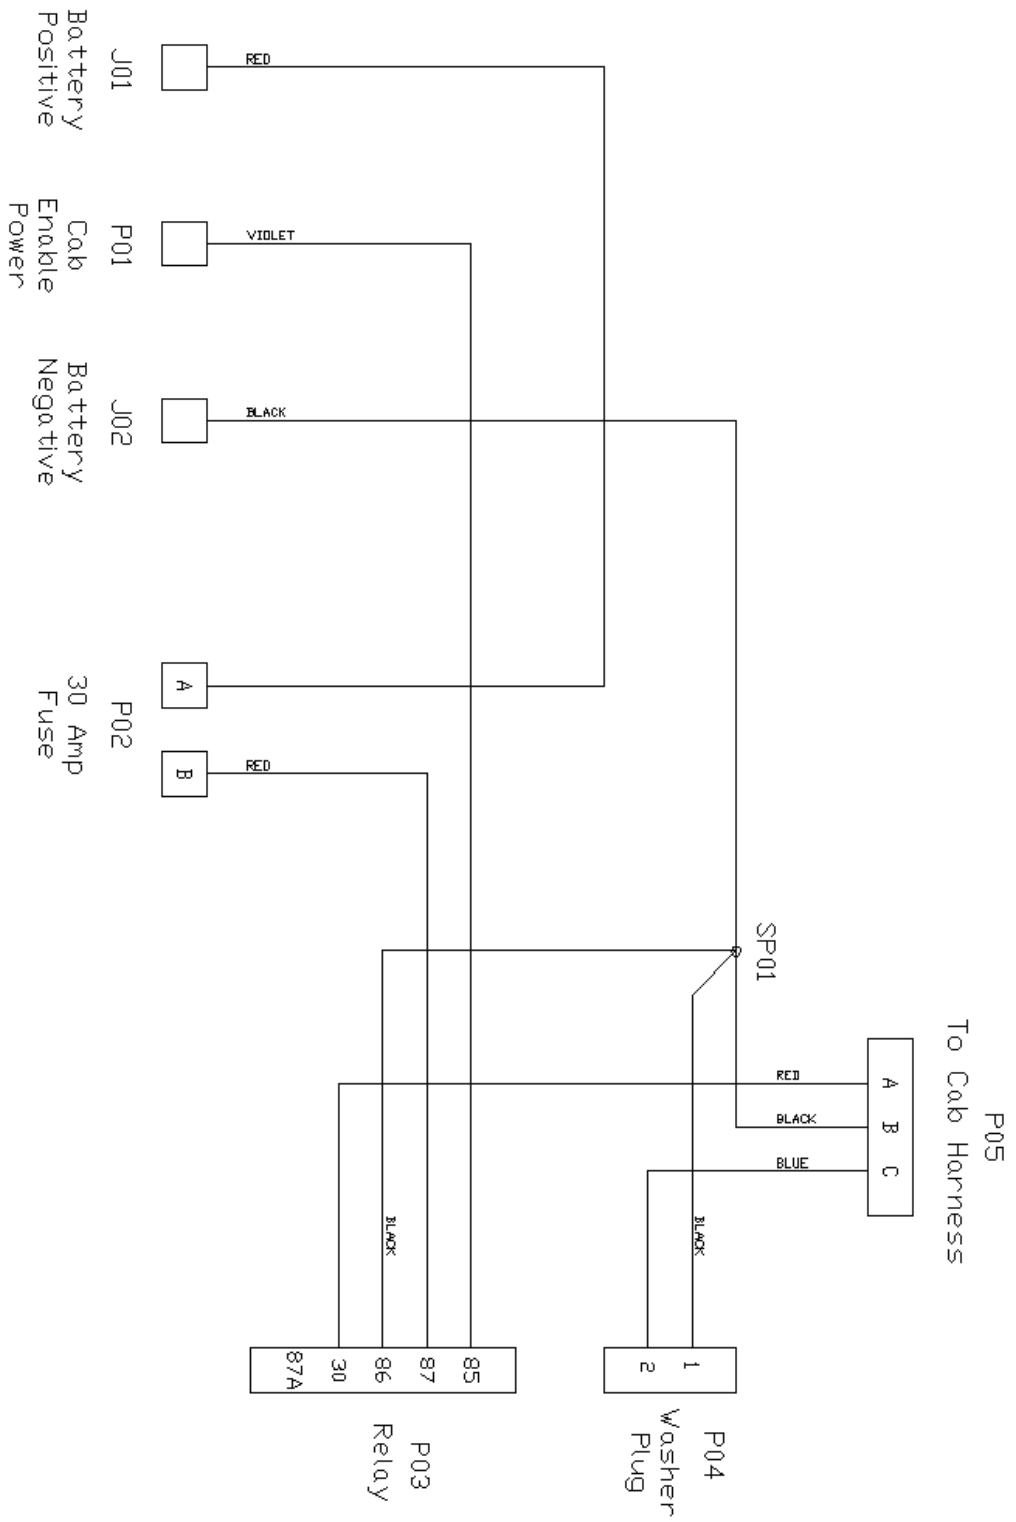 J01
Battery
Positive
RED
P01
Cab
Enable
Power
VIOLET
J02
Battery
Negative
BLACK
P02
30 Amp
Fuse
A
B
RED
SP01
P05
To Cab Harness
A
B
C
RED
BLACK
BLUE
BLACK
BLACK
P04
Washer
Plug
1
2
P03
Relay
85
87
86
30
87A